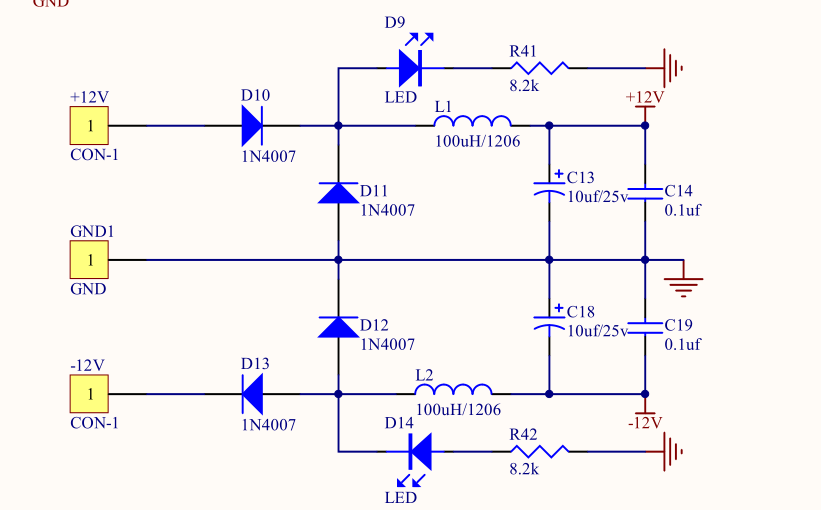 GND
D9
LED
R41
8.2k
+12V
1
CON-1
D10
1N4007
L1
100uH/1206
+12V
D11
1N4007
+
C13
10uf/25v
C14
0.1uf
GND1
1
GND
D12
1N4007
+
C18
10uf/25v
C19
0.1uf
-12V
1
CON-1
D13
1N4007
L2
100uH/1206
-12V
D14
LED
R42
8.2k